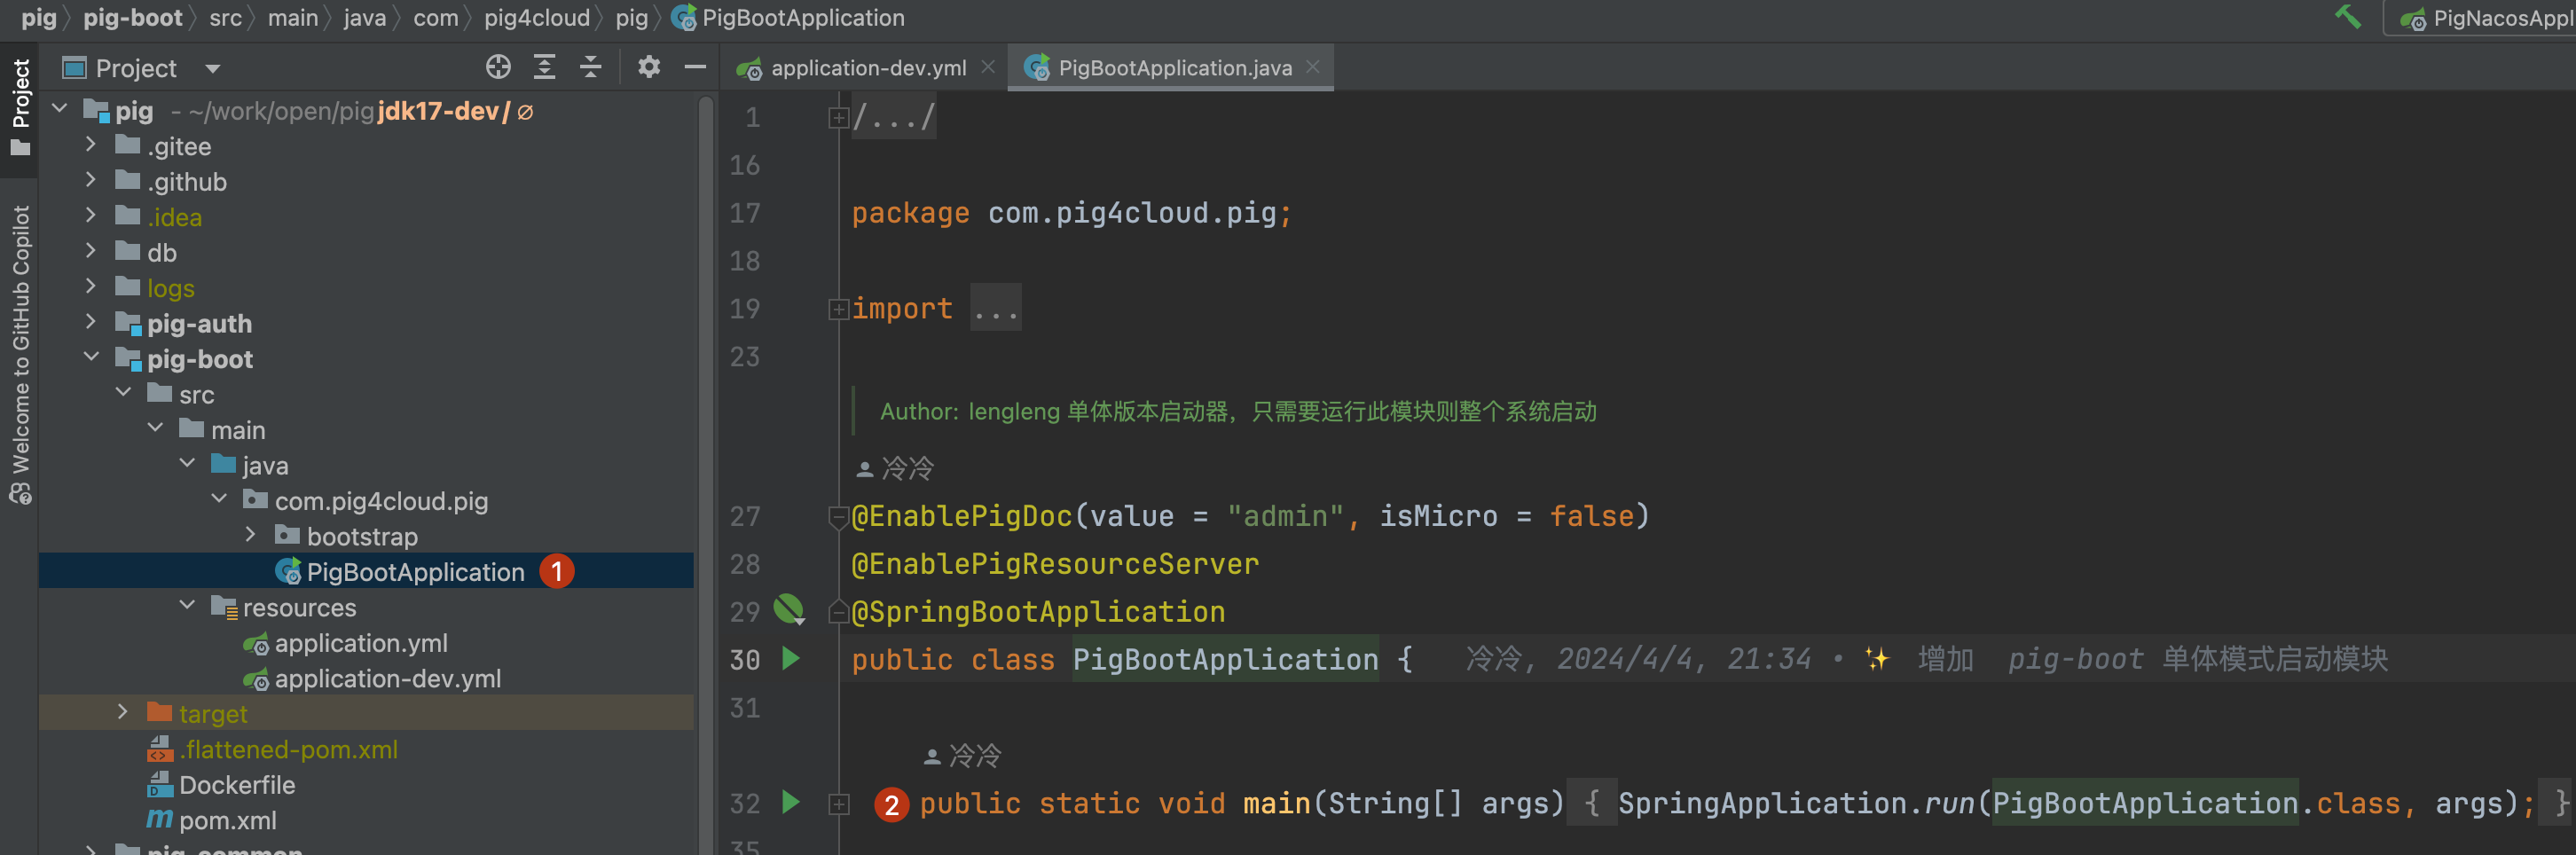 pig pig-boot src main java com pig4cloud pig PigBootApplication
PigNacosAppl
Project
Welcome to GitHub Copilot
Project
pig - ~/work/open/pig jdk17-dev / ∅
.gitee
.github
.idea
db
logs
pig-auth
pig-boot
src
main
java
com.pig4cloud.pig
bootstrap
PigBootApplication 1
resources
application.yml
application-dev.yml
target
.flattened-pom.xml
Dockerfile
pom.xml
pig-common
application-dev.yml PigBootApplication.java
1 /.../
16
17 package com.pig4cloud.pig;
18
19 import ...
23
Author: lengleng 单体版本启动器，只需要运行此模块则整个系统启动
冷冷
27 @EnablePigDoc(value = "admin", isMicro = false)
28 @EnablePigResourceServer
29 @SpringBootApplication
30 public class PigBootApplication { 冷冷, 2024/4/4, 21:34 • ✨ 增加 pig-boot 单体模式启动模块
31
冷冷
32 2 public static void main(String[] args) { SpringApplication.run(PigBootApplication.class, args); }
35